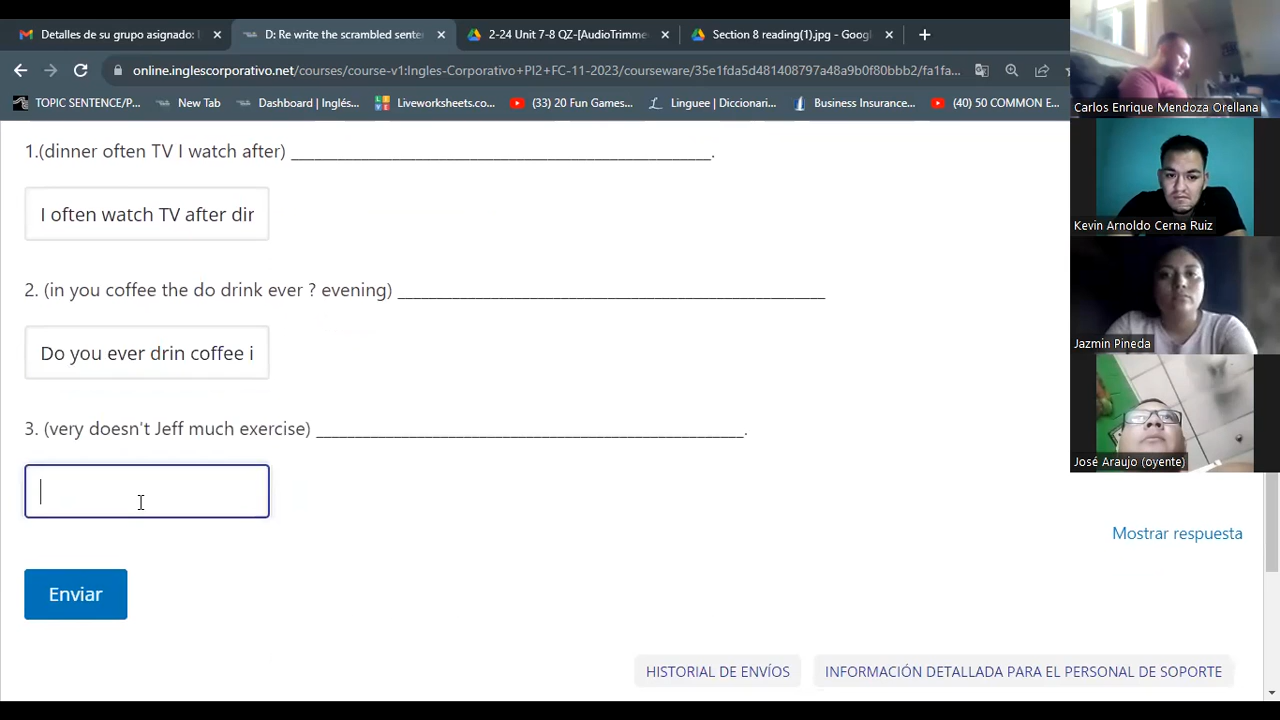 Detalles de su grupo asignado: I
D: Re write the scrambled sente
2-24 Unit 7-8 QZ-[AudioTrimme
Section 8 reading(1).jpg - Goog
online.inglescorporativo.net/courses/course-v1:Ingles-Corporativo+PI2+FC-11-2023/courseware/35e1fda5d481408797a48a9b0f80bbb2/fa1fa...
TOPIC SENTENCE/P...
New Tab
Dashboard | Inglés...
Liveworksheets.co...
(33) 20 Fun Games...
Linguee | Diccionari...
Business Insurance...
(40) 50 COMMON E...
1.(dinner often TV I watch after) ______________________________________________.
I often watch TV after dir
2. (in you coffee the do drink ever ? evening) _______________________________________________
Do you ever drin coffee i
3. (very doesn't Jeff much exercise) _______________________________________________.
Mostrar respuesta
Enviar
HISTORIAL DE ENVÍOS
INFORMACIÓN DETALLADA PARA EL PERSONAL DE SOPORTE
Carlos Enrique Mendoza Orellana
Kevin Arnoldo Cerna Ruiz
Jazmin Pineda
José Araujo (oyente)